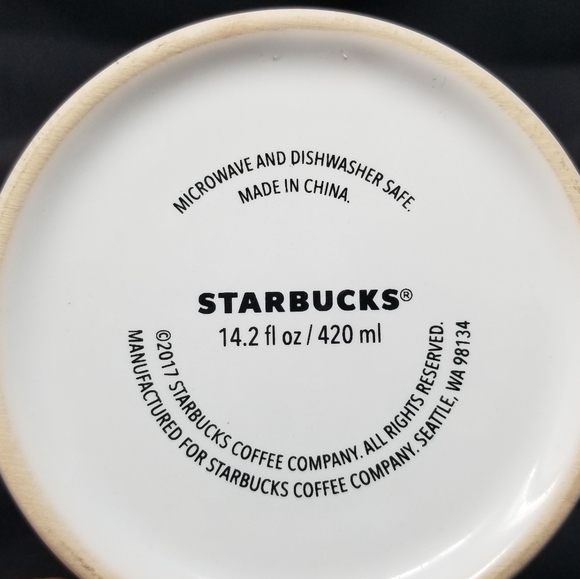 MICROWAVE AND DISHWASHER SAFE.
MADE IN CHINA.
STARBUCKS®
14.2 fl oz / 420 ml
©2017 STARBUCKS COFFEE COMPANY. ALL RIGHTS RESERVED.
MANUFACTURED FOR STARBUCKS COFFEE COMPANY. SEATTLE, WA 98134